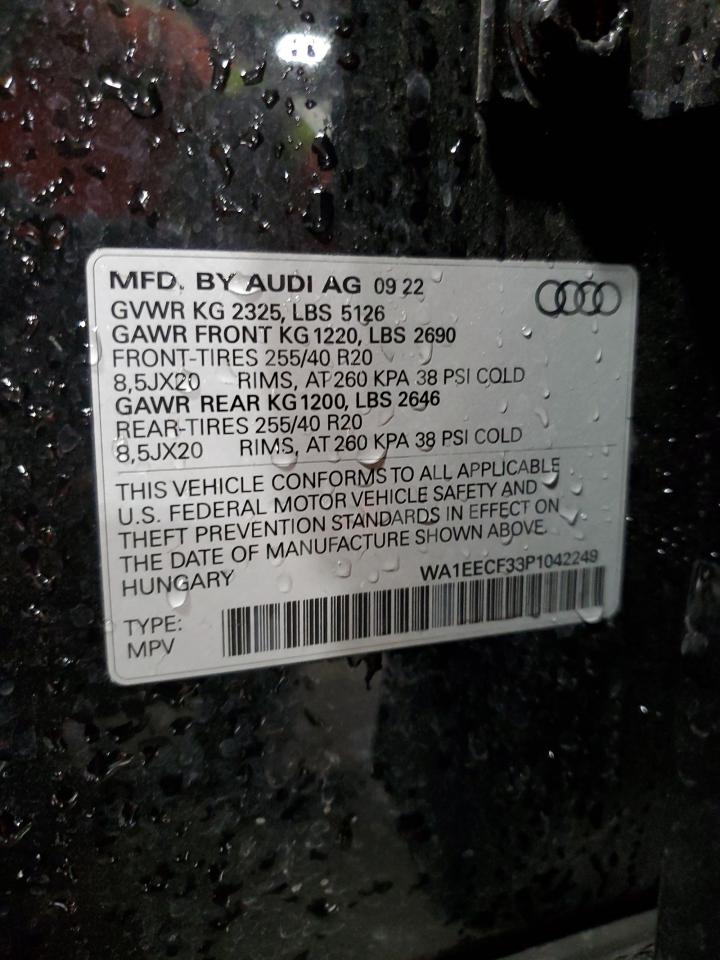 MFD. BY AUDI AG 09 22
GVWR KG 2325, LBS 5126
GAWR FRONT KG 1220, LBS 2690
FRONT-TIRES 255/40 R20
8,5JX20 RIMS, AT 260 KPA 38 PSI COLD
GAWR REAR KG 1200, LBS 2646
REAR-TIRES 255/40 R20
8,5JX20 RIMS, AT 260 KPA 38 PSI COLD
THIS VEHICLE CONFORMS TO ALL APPLICABLE
U.S. FEDERAL MOTOR VEHICLE SAFETY AND
THEFT PREVENTION STANDARDS IN EFFECT ON
THE DATE OF MANUFACTURE SHOWN ABOVE.
HUNGARY WA1EECF33P1042249
TYPE:
MPV